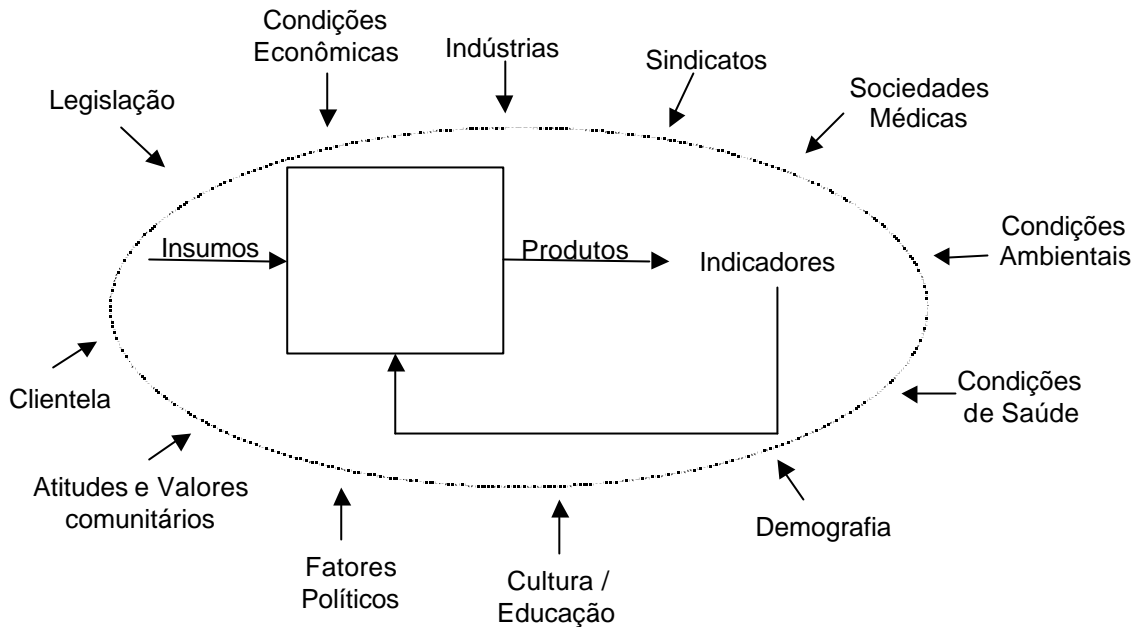 Condições
Econômicas
Indústrias
Sindicatos
Sociedades
Médicas
Legislação
Insumos
Produtos
Indicadores
Condições
Ambientais
Clientela
Condições
de Saúde
Atitudes e Valores
comunitários
Fatores
Políticos
Cultura /
Educação
Demografia